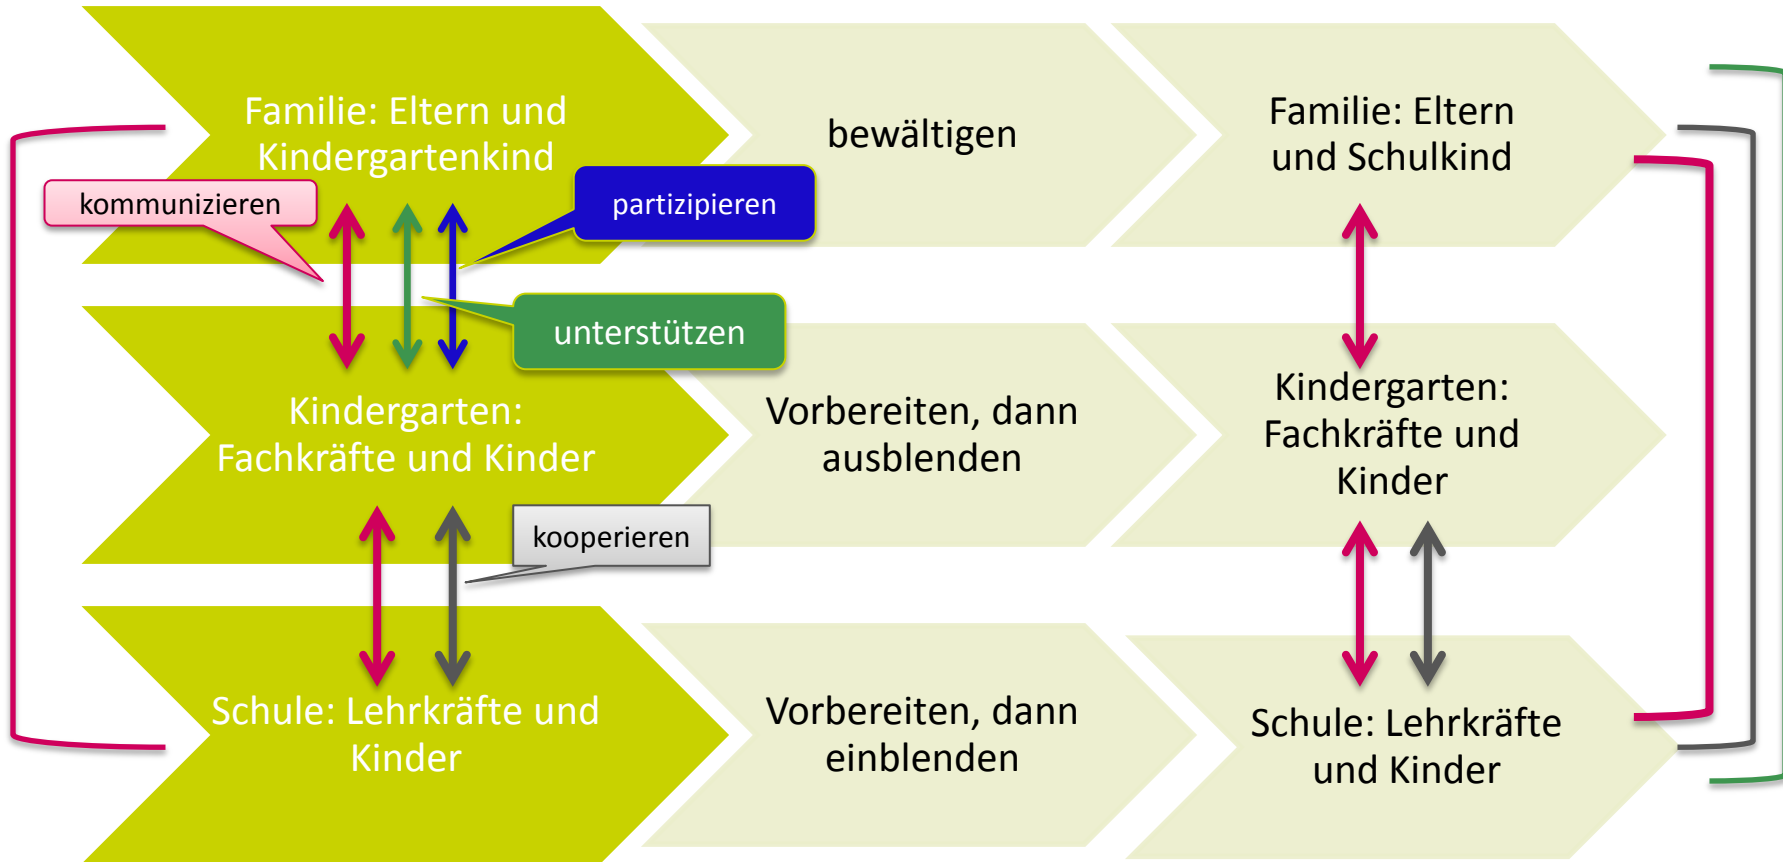 Familie: Eltern und
Kindergartenkind
bewältigen
Familie: Eltern
und Schulkind
kommunizieren
partizipieren
unterstützen
Kindergarten:
Fachkräfte und Kinder
Vorbereiten, dann
ausblenden
Kindergarten:
Fachkräfte und
Kinder
kooperieren
Schule: Lehrkräfte und
Kinder
Vorbereiten, dann
einblenden
Schule: Lehrkräfte
und Kinder